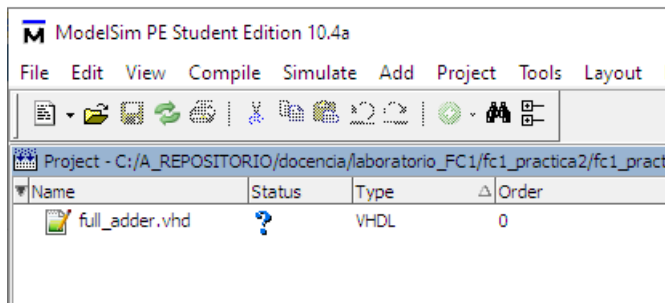 ModelSim PE Student Edition 10.4a
File Edit View Compile Simulate Add Project Tools Layout
Project - C:/A_REPOSITORIO/docencia/laboratorio_FC1/fc1_practica2/fc1_pract
Name Status Type Order
full_adder.vhd ? VHDL 0